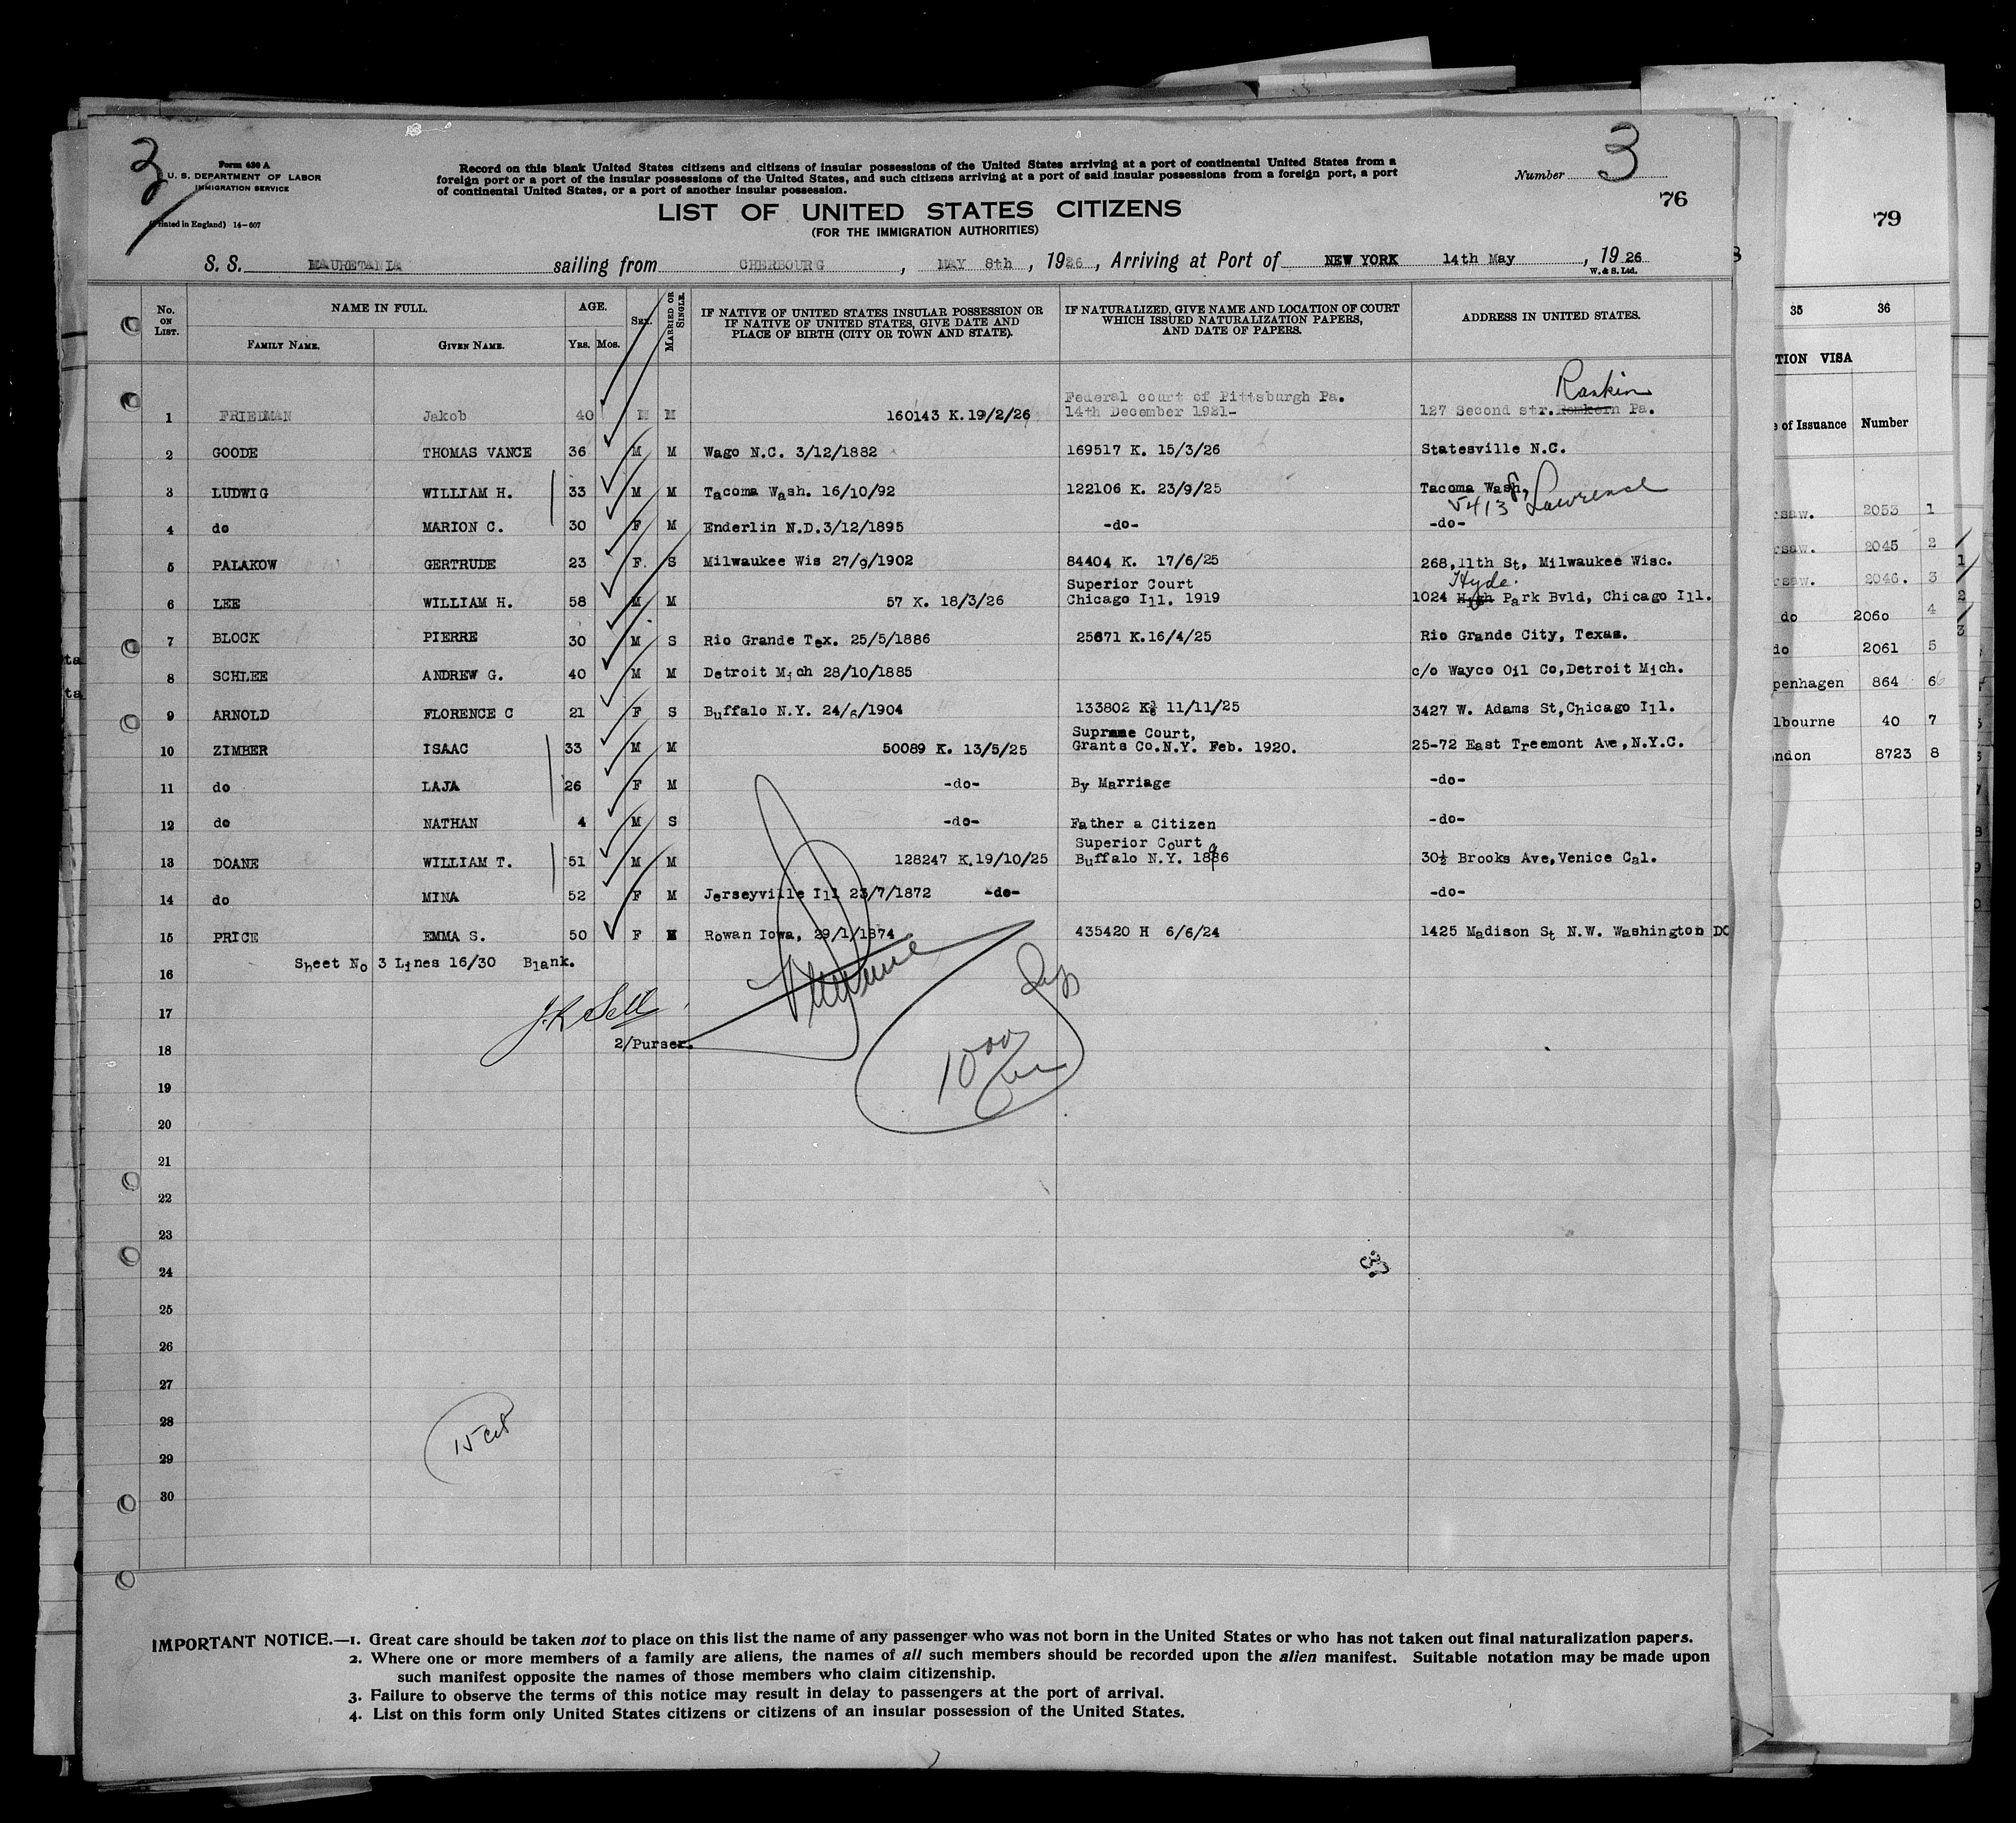 3
Form 630 A
U. S. DEPARTMENT OF LABOR
IMMIGRATION SERVICE
(Printed in England) 14-607
Record on this blank United States citizens and citizens of insular possessions of the United States arriving at a port of continental United States from a
foreign port or a port of the insular possessions of the United States, and such citizens arriving at a port of said insular possessions from a foreign port, a port
of continental United States, or a port of another insular possession.
Number 3
76
LIST OF UNITED STATES CITIZENS
(FOR THE IMMIGRATION AUTHORITIES)
S. S. MAURETANIA sailing from CHERBOURG, MAY 8th, 1926, Arriving at Port of NEW YORK 14th May, 1926
W. & S. Ltd.
No. ON LIST. NAME IN FULL. AGE. SEX. MARRIED OR SINGLE. IF NATIVE OF UNITED STATES INSULAR POSSESSION OR IF NATIVE OF UNITED STATES, GIVE DATE AND PLACE OF BIRTH (CITY OR TOWN AND STATE). IF NATURALIZED, GIVE NAME AND LOCATION OF COURT WHICH ISSUED NATURALIZATION PAPERS, AND DATE OF PAPERS. ADDRESS IN UNITED STATES.
FAMILY NAME. GIVEN NAME. YRS. MOS.
Rankin
Federal court of Pittsburgh Pa.
1 FRIEDMAN Jakob 40 M M 160143 K.19/2/26 14th December 1921- 127 Second str. Pa.
2 GOODE THOMAS VANCE 36 M M Wago N.C. 3/12/1882 169517 K. 15/3/26 Statesville N.C.
3 LUDWIG WILLIAM H. 33 M M Tacoma Wash. 16/10/92 122106 K. 23/9/25 Tacoma Wash,
5413 S. Lawrence
4 do MARION C. 30 F M Enderlin N.D.3/12/1895 -do- -do-
5 PALAKOW GERTRUDE 23 F. S Milwaukee Wis 27/9/1902 84404 K. 17/6/25 268,11th St, Milwaukee Wisc.
Superior Court Hyde.
6 LEE WILLIAM H. 58 M M 57 K. 18/3/26 Chicago Ill. 1919 1024 High Park Bvld, Chicago Ill.
7 BLOCK PIERRE 30 M S Rio Grande Tex. 25/5/1886 25671 K.16/4/25 Rio Grande City, Texas.
8 SCHLEE ANDREW G. 40 M M Detroit Mich 28/10/1885 c/o Wayco Oil Co,Detroit Mich.
9 ARNOLD FLORENCE C 21 F S Buffalo N.Y. 24/6/1904 133802 K 11/11/25 3427 W. Adams St,Chicago Ill.
Supreme Court,
10 ZIMBER ISAAC 33 M M 50089 K. 13/5/25 Grants Co.N.Y. Feb. 1920. 25-72 East Treemont Ave,N.Y.C.
11 do LAJA 26 F M -do- By Marriage -do-
12 do NATHAN 4 M S -do- Father a Citizen -do-
Superior Court
13 DOANE WILLIAM T. 51 M M 128247 K.19/10/25 Buffalo N.Y. 1896 30½ Brooks Ave,Venice Cal.
14 do MINA 52 F M Jerseyville Ill 23/7/1872 -do- -do-
15 PRICE EMMA S. 50 F M Rowan Iowa, 29/1/1874 435420 H 6/6/24 1425 Madison St N.W. Washington DC
Sheet No 3 Lines 16/30 Blank.
16
17
J.K Sell
2/Purser.
18
1000
19
20
21
22
23
24
25
26
27
28
15 cit
29
30
IMPORTANT NOTICE.—1. Great care should be taken not to place on this list the name of any passenger who was not born in the United States or who has not taken out final naturalization papers.
2. Where one or more members of a family are aliens, the names of all such members should be recorded upon the alien manifest. Suitable notation may be made upon
such manifest opposite the names of those members who claim citizenship.
3. Failure to observe the terms of this notice may result in delay to passengers at the port of arrival.
4. List on this form only United States citizens or citizens of an insular possession of the United States.
79
35 36
TION VISA
of Issuance Number
saw. 2053 1
saw. 2045 2
saw. 2046. 3
do 2060 4
do 2061 5
penhagen 864 6
lbourne 40 7
ndon 8723 8